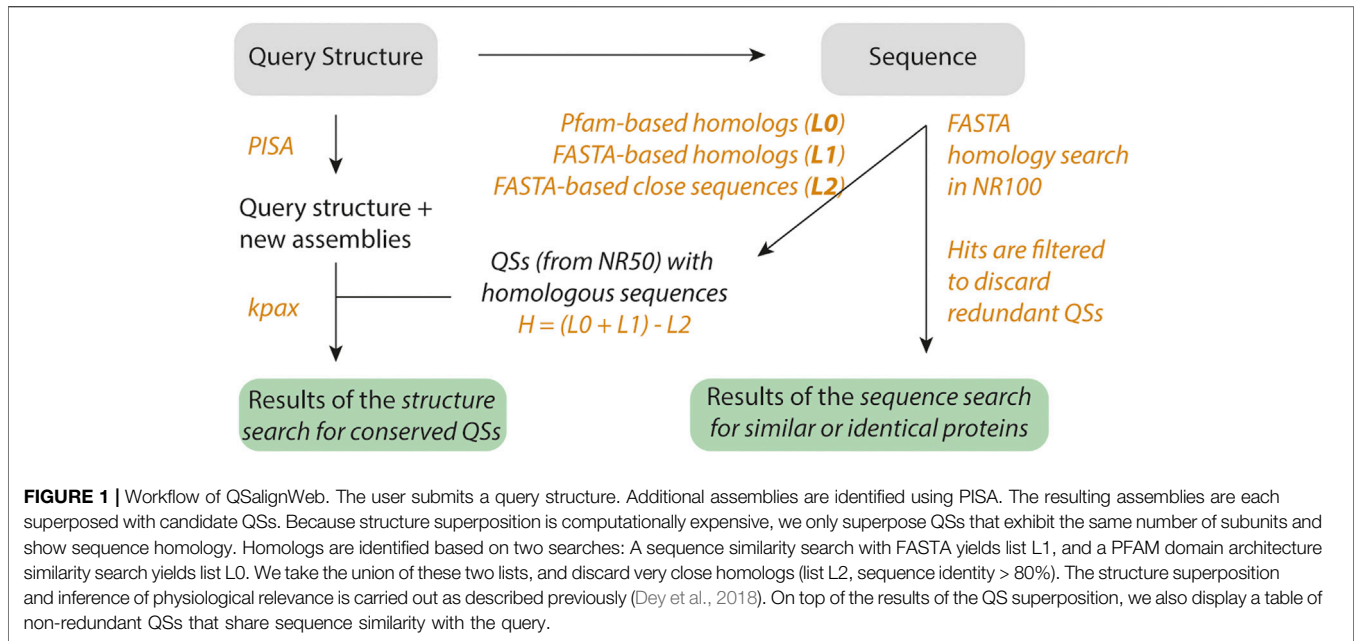 Query Structure
Sequence
PISA
Pfam-based homologs (L0)
FASTA-based homologs (L1)
FASTA-based close sequences (L2)
FASTA
homology search
in NR100
Query structure +
new assemblies
QSs (from NR50) with
homologous sequences
H = (L0 + L1) - L2
Hits are filtered
to discard
redundant QSs
kpax
Results of the structure
search for conserved QSs
Results of the sequence search
for similar or identical proteins
FIGURE 1 | Workflow of QSalignWeb. The user submits a query structure. Additional assemblies are identified using PISA. The resulting assemblies are each
superposed with candidate QSs. Because structure superposition is computationally expensive, we only superpose QSs that exhibit the same number of subunits and
show sequence homology. Homologs are identified based on two searches: A sequence similarity search with FASTA yields list L1, and a PFAM domain architecture
similarity search yields list L0. We take the union of these two lists, and discard very close homologs (list L2, sequence identity > 80%). The structure superposition
and inference of physiological relevance is carried out as described previously (Dey et al., 2018). On top of the results of the QS superposition, we also display a table of
non-redundant QSs that share sequence similarity with the query.